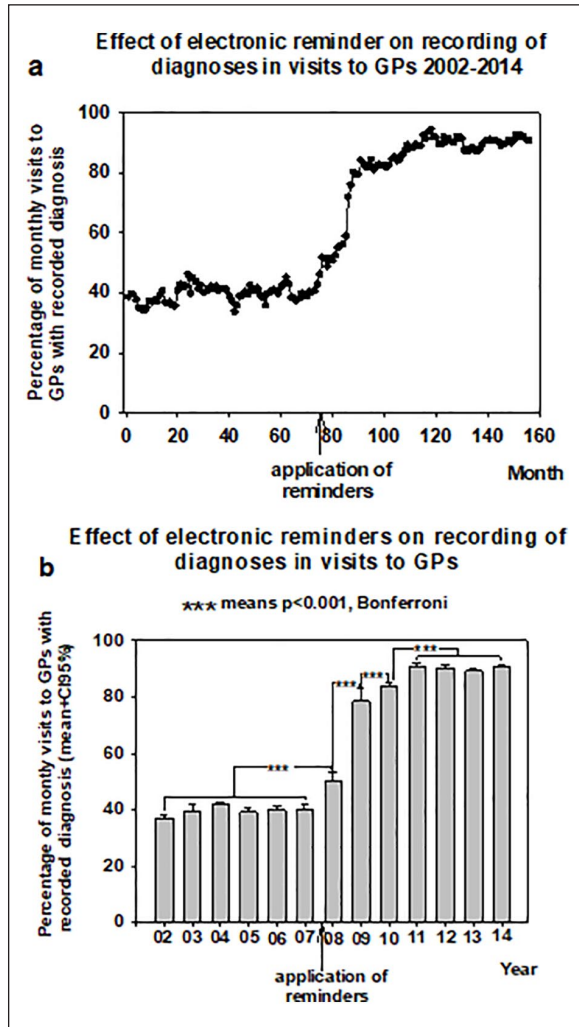 Effect of electronic reminder on recording of
a
diagnoses in visits to GPs 2002-2014
Percentage of monthly visits to
GPs with recorded diagnosis
100
80
60
40
20
0
0 20 40 60 80 100 120 140 160
application of
reminders
Month
Effect of electronic reminders on recording of
b
diagnoses in visits to GPs
*** means p<0.001, Bonferroni
Percentage of montly visits to GPs with
recorded diagnosis (mean+CI95%)
100
80
60
40
20
0
***
***
***
***
02 03 04 05 06 07 08 09 10 11 12 13 14
application of
reminders
Year